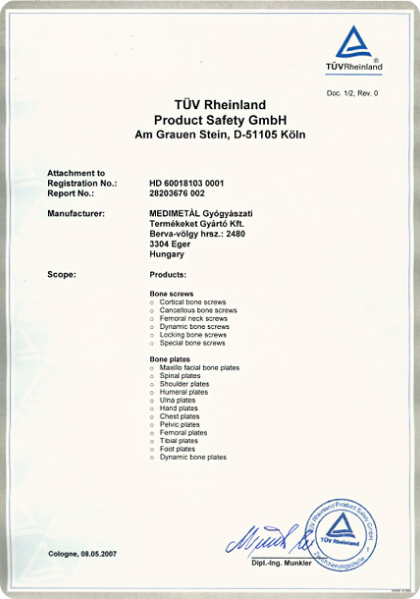 TÜVRheinland
®
Doc. 1/2, Rev. 0
TÜV Rheinland
Product Safety GmbH
Am Grauen Stein, D-51105 Köln
Attachment to
Registration No.: HD 60018103 0001
Report No.: 28203676 002
Manufacturer: MEDIMETÀL Gyógyászati
Termékeket Gyártó Kft.
Berva-völgy hrsz.: 2480
3304 Eger
Hungary
Scope: Products:
Bone screws
○ Cortical bone screws
○ Cancellous bone screws
○ Femoral neck screws
○ Dynamic bone screws
○ Locking bone screws
○ Special bone screws
Bone plates
○ Maxillo facial bone plates
○ Spinal plates
○ Shoulder plates
○ Humeral plates
○ Ulna plates
○ Hand plates
○ Chest plates
○ Pelvic plates
○ Femoral plates
○ Tibial plates
○ Foot plates
○ Dynamic bone plates
TÜV Rheinland Product Safety GmbH
TÜV Rheinland
Zertifizierungsstelle
Cologne, 08.05.2007
Dipl.-Ing. Munkler